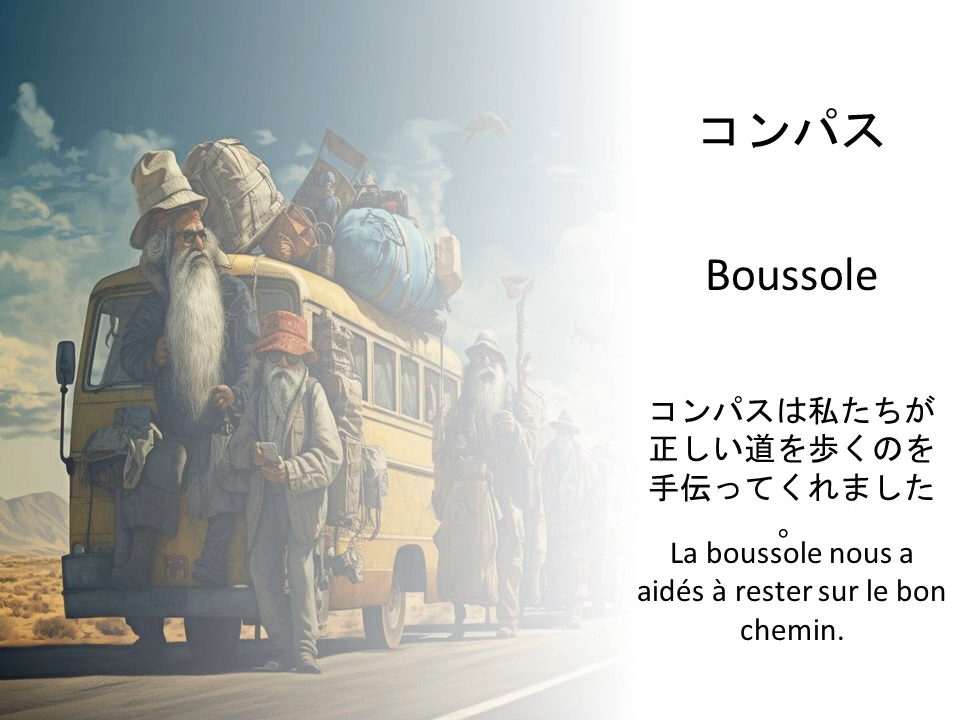 コンパス
Boussole
コンパスは私たちが
正しい道を歩くのを
手伝ってくれました
。
La boussole nous a
aidés à rester sur le bon
chemin.